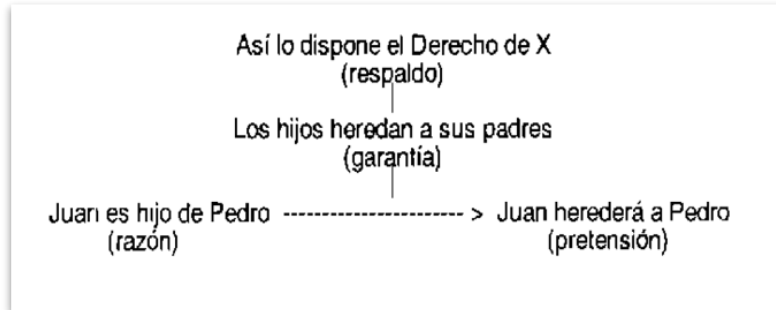 Así lo dispone el Derecho de X
(respaldo)
Los hijos heredan a sus padres
(garantía)
Juan es hijo de Pedro ----------------------- > Juan herederá a Pedro
(razón) (pretensión)